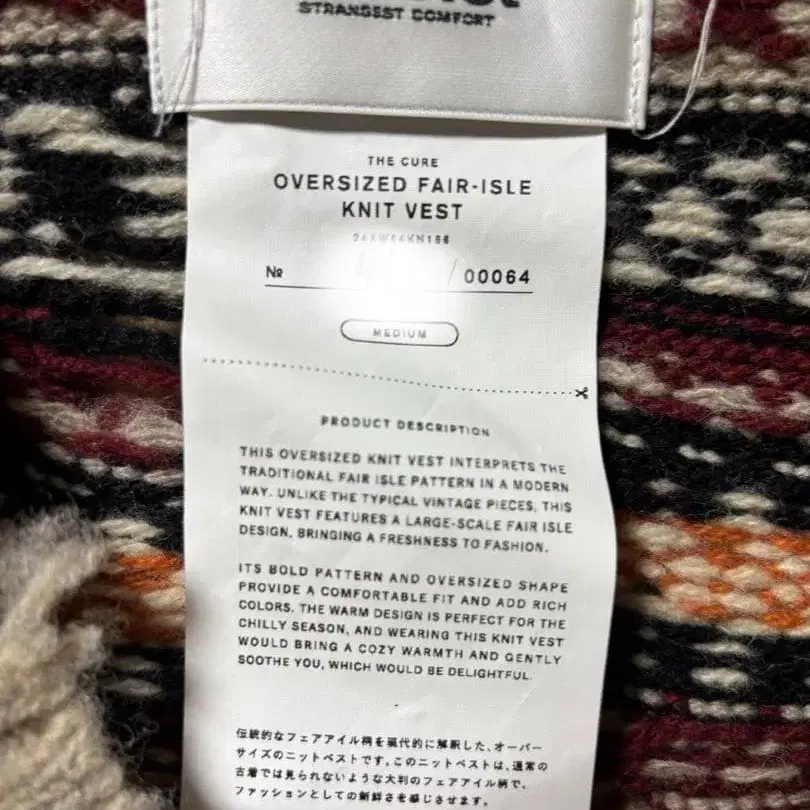 STRANGEST COMFORT
THE CURE
OVERSIZED FAIR-ISLE
KNIT VEST
№ /00064
MEDIUM
PRODUCT DESCRIPTION
THIS OVERSIZED KNIT VEST INTERPRETS THE
TRADITIONAL FAIR ISLE PATTERN IN A MODERN
WAY. UNLIKE THE TYPICAL VINTAGE PIECES, THIS
KNIT VEST FEATURES A LARGE-SCALE FAIR ISLE
DESIGN, BRINGING A FRESHNESS TO FASHION.
ITS BOLD PATTERN AND OVERSIZED SHAPE
PROVIDE A COMFORTABLE FIT AND ADD RICH
COLORS. THE WARM DESIGN IS PERFECT FOR THE
CHILLY SEASON, AND WEARING THIS KNIT VEST
WOULD BRING A COZY WARMTH AND GENTLY
SOOTHE YOU, WHICH WOULD BE DELIGHTFUL.
伝統的なフェアアイル柄を現代的に解釈した、オーバー
サイズのニットベストです。このニットベストは、通常の
古着では見られないような大判のフェアアイル柄で、
ファッションとしての新鮮さを感じさせます。